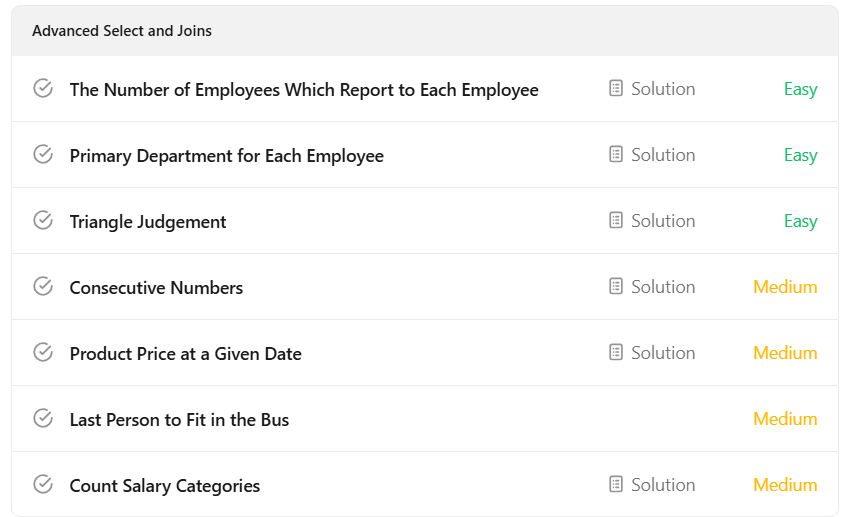 Advanced Select and Joins
The Number of Employees Which Report to Each Employee Solution Easy
Primary Department for Each Employee Solution Easy
Triangle Judgement Solution Easy
Consecutive Numbers Solution Medium
Product Price at a Given Date Solution Medium
Last Person to Fit in the Bus Medium
Count Salary Categories Solution Medium